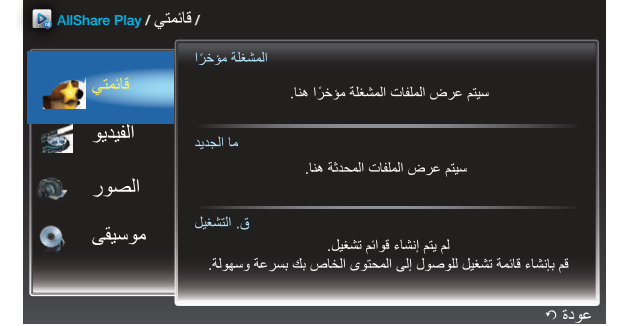 AllShare Play / قائمتي /
قائمتي
الفيديو
الصور
موسيقى
المشغلة مؤخرًا
سيتم عرض الملفات المشغلة مؤخرًا هنا.
ما الجديد
سيتم عرض الملفات المحدثة هنا.
ق. التشغيل
لم يتم إنشاء قوائم تشغيل.
قم بإنشاء قائمة تشغيل للوصول إلى المحتوى الخاص بك بسرعة وسهولة.
عودة